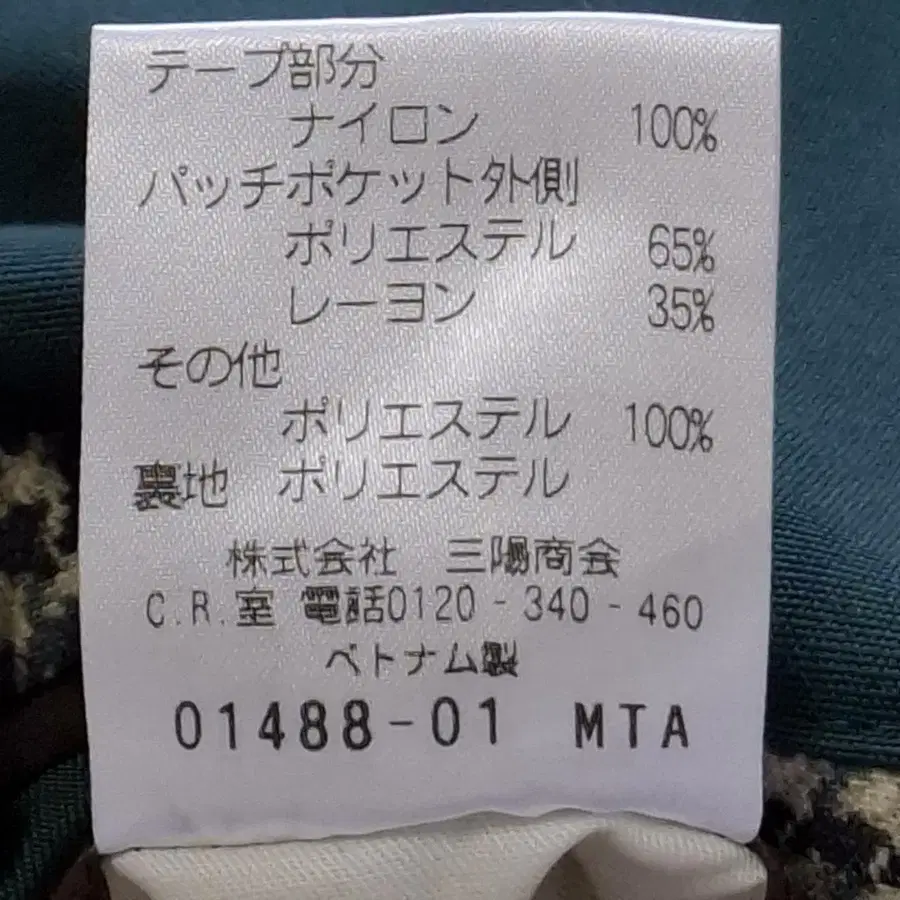 テープ部分
ナイロン 100%
パッチポケット外側
ポリエステル 65%
レーヨン 35%
その他
ポリエステル 100%
裏地 ポリエステル
株式会社 三陽商会
C.R.室 電話0120-340-460
ベトナム製
01488-01 MTA